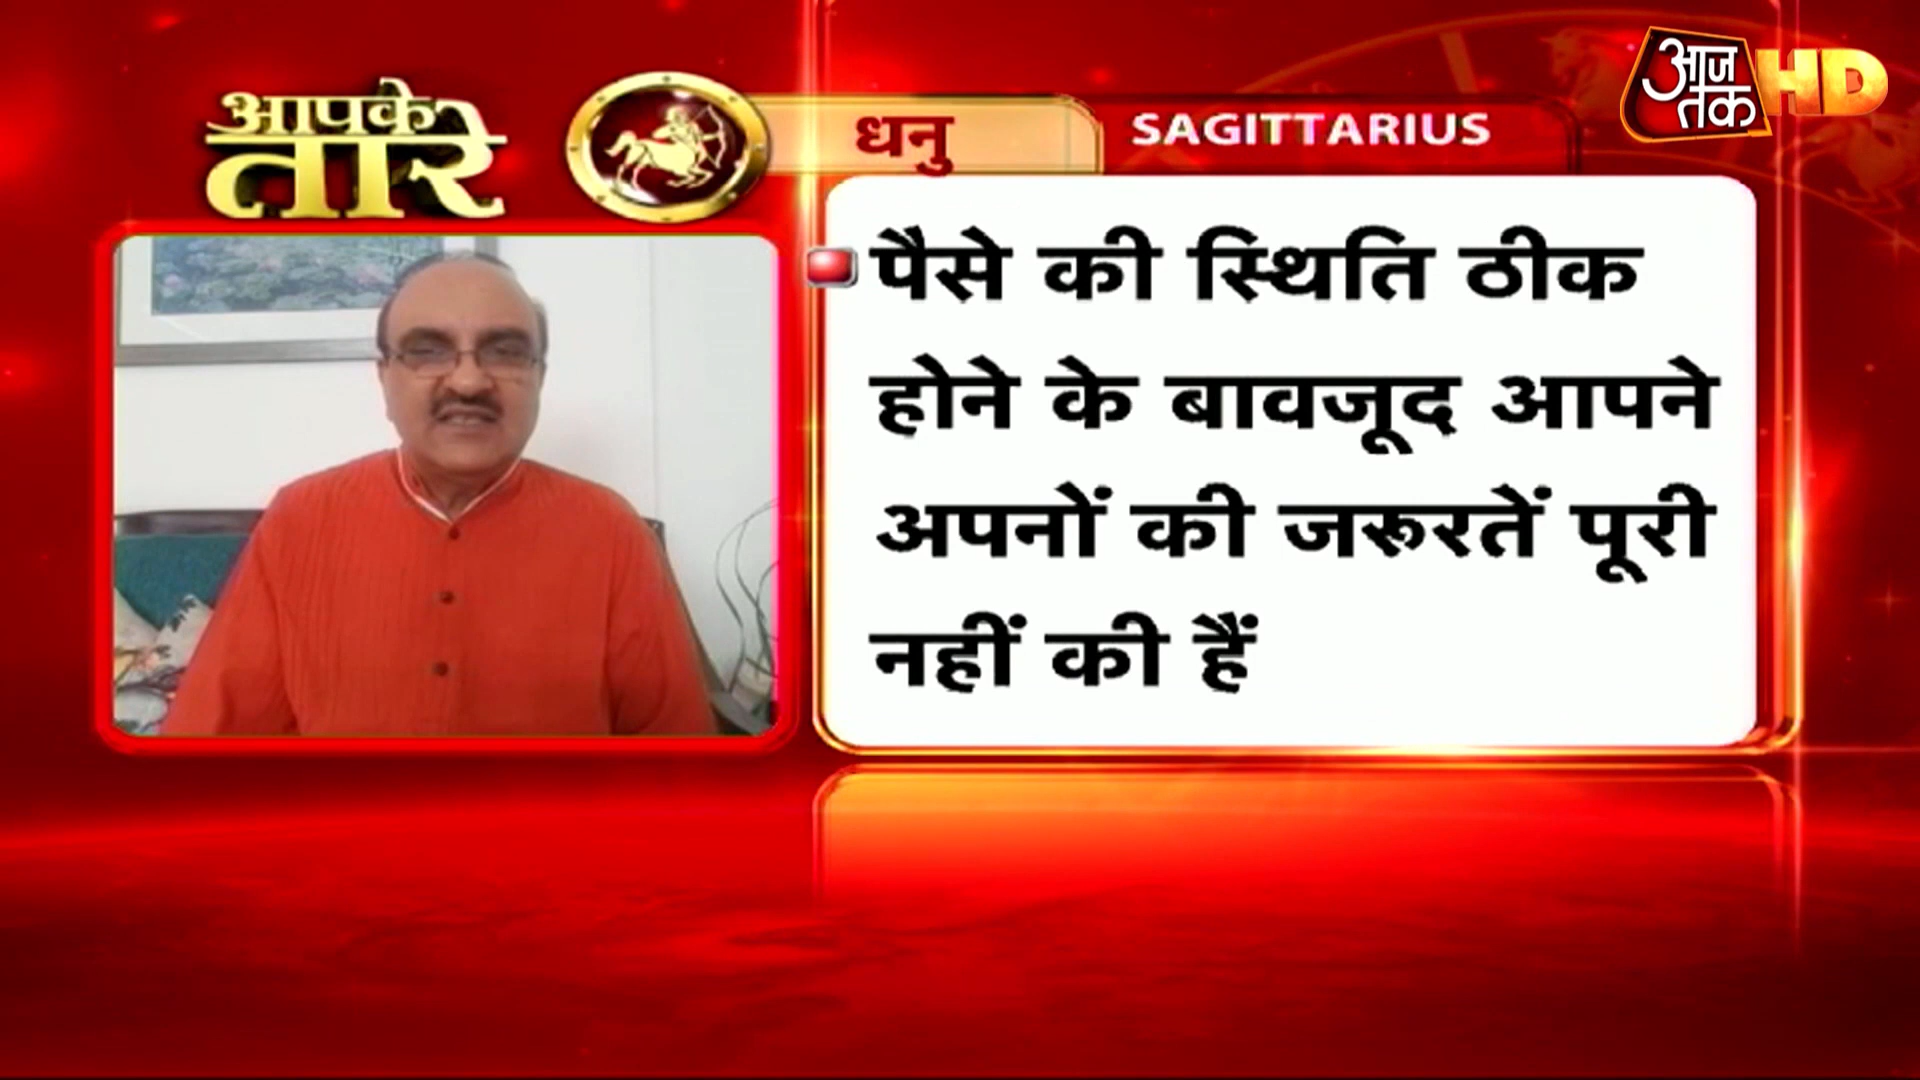 आपके
तारे
धनु
SAGITTARIUS
आज
तक HD
पैसे की स्थिति ठीक
होने के बावजूद आपने
अपनों की जरूरतें पूरी
नहीं की हैं